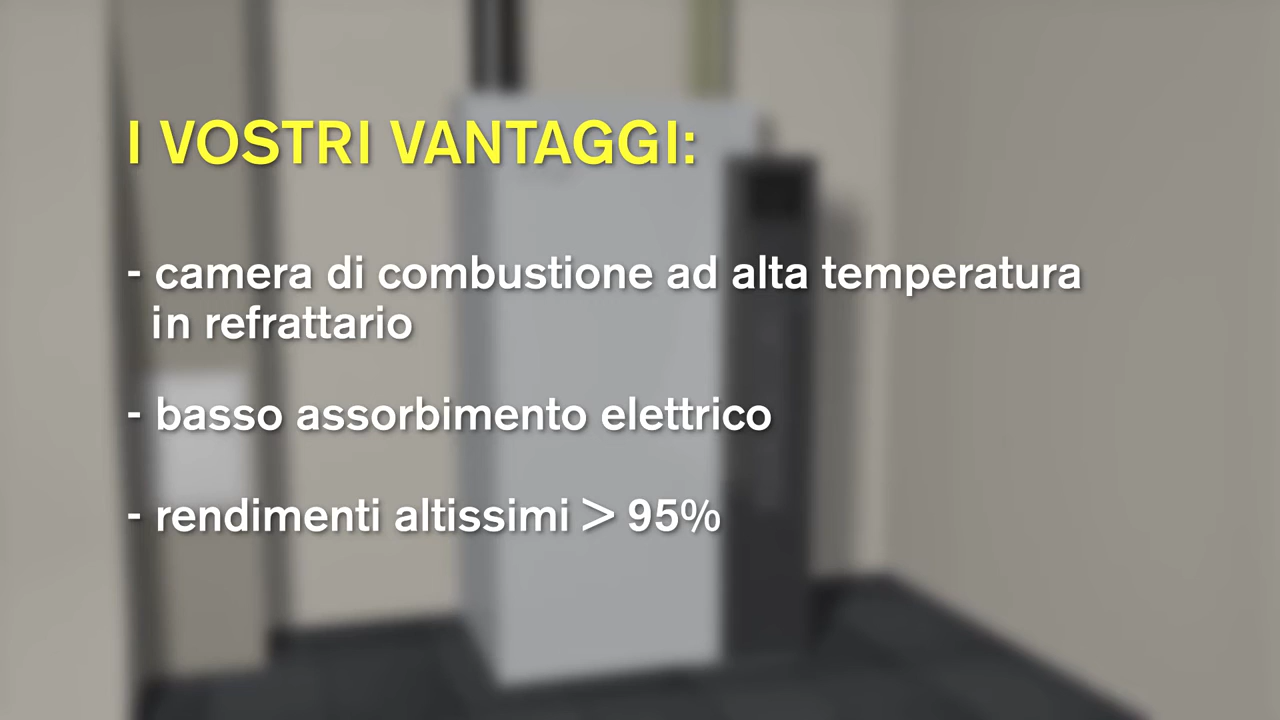 I VOSTRI VANTAGGI:
- camera di combustione ad alta temperatura
in refrattario
- basso assorbimento elettrico
- rendimenti altissimi > 95%